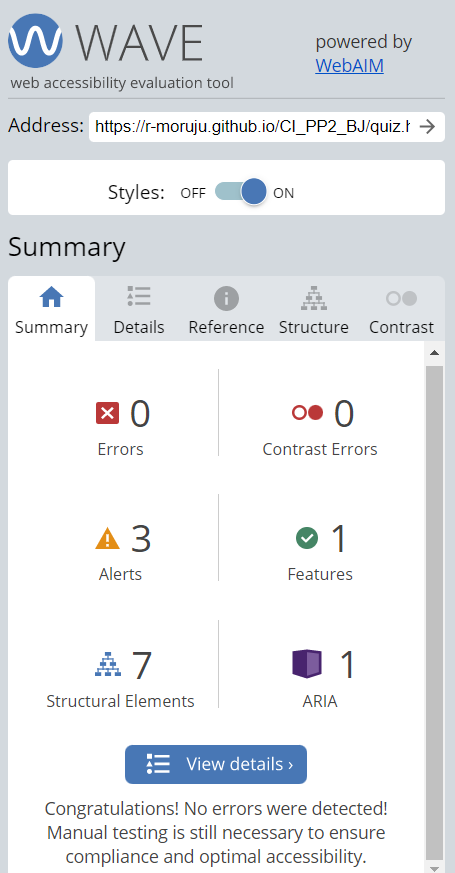 WAVE
web accessibility evaluation tool
powered by
WebAIM
Address: https://r-moruju.github.io/CI_PP2_BJ/quiz.h
Styles: OFF ON
Summary
Summary Details Reference Structure Contrast
0 0
Errors Contrast Errors
3 1
Alerts Features
7 1
Structural Elements ARIA
View details ›
Congratulations! No errors were detected!
Manual testing is still necessary to ensure
compliance and optimal accessibility.